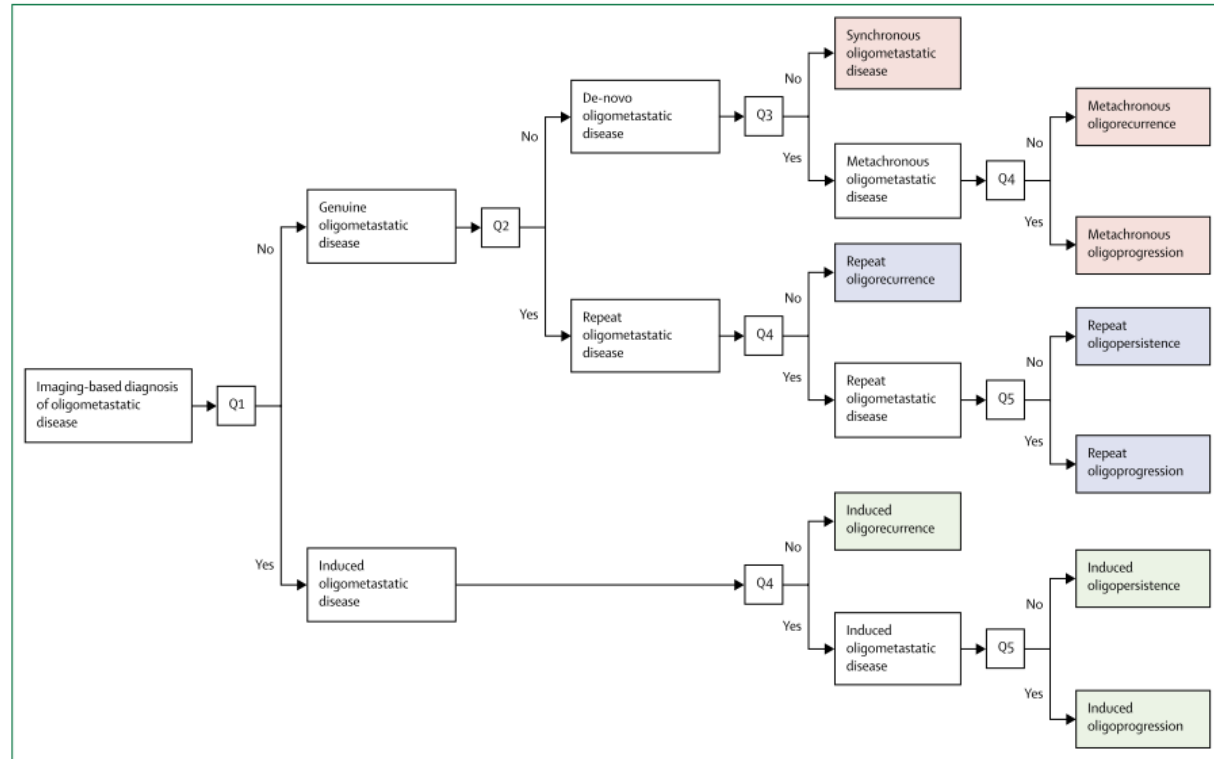 Synchronous
oligometastatic
disease
No
De-novo
oligometastatic
disease
Q3
Metachronous
oligorecurrence
No
No
Yes
Metachronous
oligometastatic
disease
Q4
Genuine
oligometastatic
disease
Q2
Yes
Metachronous
oligoprogression
No
Repeat
oligorecurrence
No
Yes
Repeat
oligometastatic
disease
Q4
Repeat
oligopersistence
No
Yes
Repeat
oligometastatic
disease
Q5
Imaging-based diagnosis
of oligometastatic
disease
Q1
Yes
Repeat
oligoprogression
Induced
oligorecurrence
No
Yes
Induced
oligometastatic
disease
Q4
Induced
oligopersistence
No
Yes
Induced
oligometastatic
disease
Q5
Yes
Induced
oligoprogression